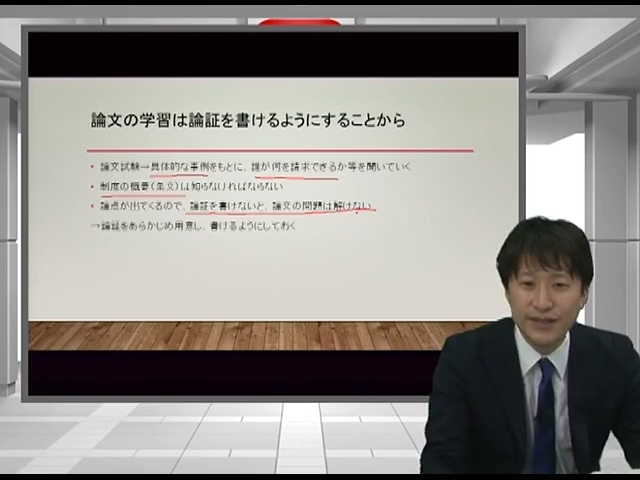 論文の学習は論証を書けるようにすることから
• 論文試験→具体的な事例をもとに、誰が何を請求できるか等を聞いていく
• 制度の概要(条文)は知らなければならない
• 論点が出てくるので、論証を書けないと、論文の問題は解けない
→論証をあらかじめ用意し、書けるようにしておく